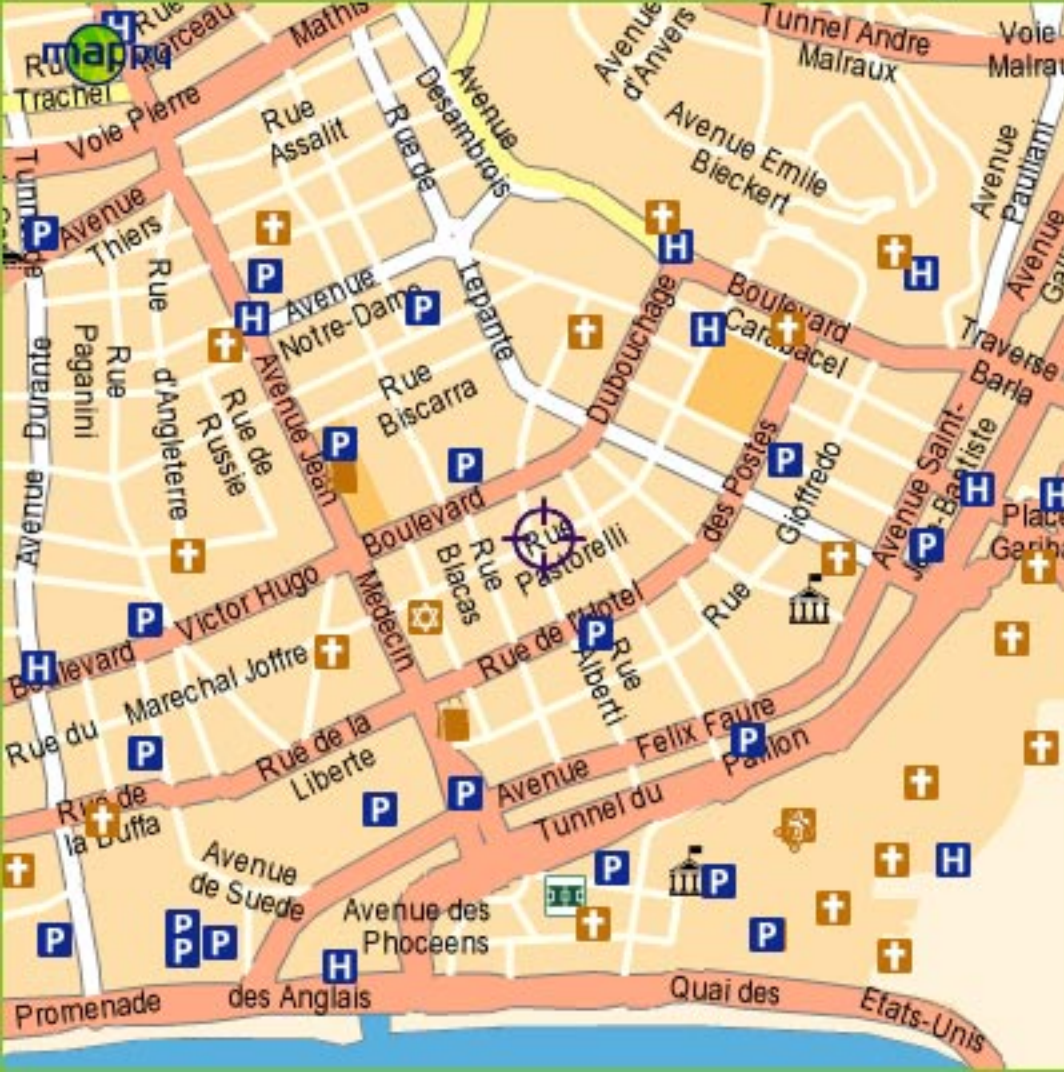 H
Rue
Marceau
Mathis
mappy
Trachel
Voie Pierre
Tunnel Andre
Malraux
Voie
Malrau
Avenue
d'Anvers
Avenue
Desambrois
Rue
Assalit
Rue de
Lepante
Avenue Emile
Bieckert
Avenue
Pauliani
Avenue
P
Avenue
Thiers
P
H
H
H
Avenue
Notre-Dame
P
H
Boulevard
Carabacel
Traverse
Barla
Dubouchage
Avenue Durante
Rue
Paganini
Rue
d'Angleterre
Rue de
Russie
Avenue Jean
Medecin
Rue
Biscarra
P
P
P
des Postes
Gioffredo
Rue
Avenue Saint-
H
H
P
Boulevard
Rue
Pastorelli
Rue
Blacas
Boulevard
Victor Hugo
P
H
Rue de l'Hotel
P
Rue
Alberti
Rue du
Marechal Joffre
P
Rue de la
Liberte
Avenue
Felix Faure
P
Tunnel du
Paillon
P
P
Rue de
la Buffa
Avenue
de Suede
P
P
H
P
P
P
P
P
Avenue des
Phoceens
H
Promenade
des Anglais
Quai des
Etats-Unis